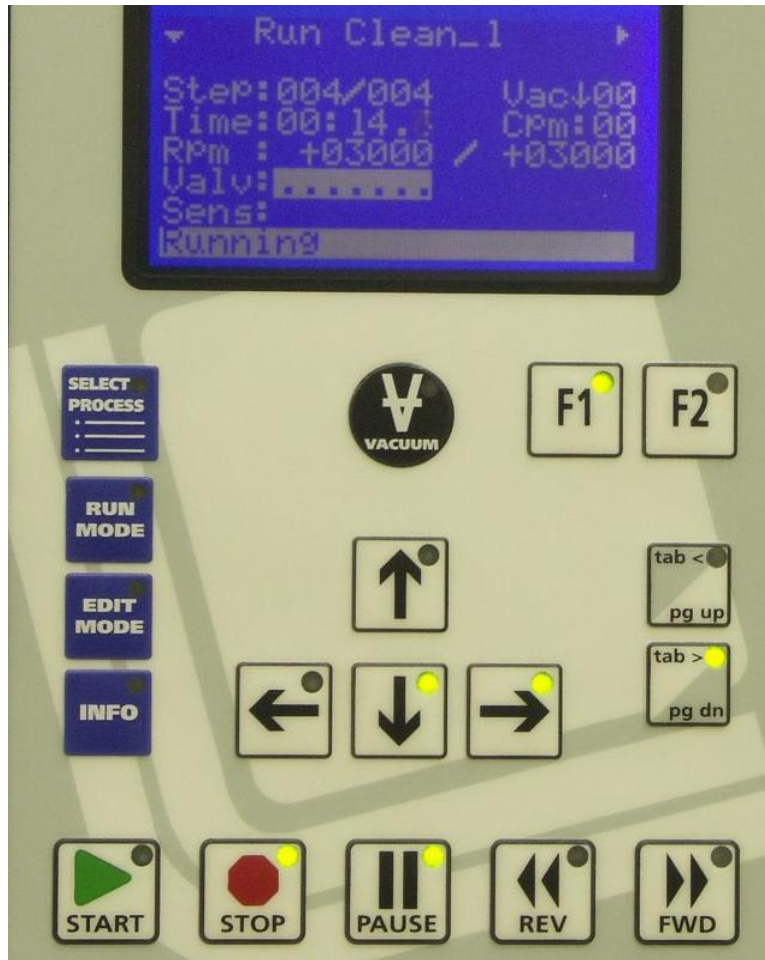 Run Clean_1
Step:004/004 Vac↓00
Time:00:14. Cpm:00
Rpm : +03000 / +03000
Valv:.......
Sens:
Running
SELECT
PROCESS
VACUUM
F1
F2
RUN
MODE
tab <
pg up
EDIT
MODE
tab >
pg dn
INFO
START
STOP
PAUSE
REV
FWD